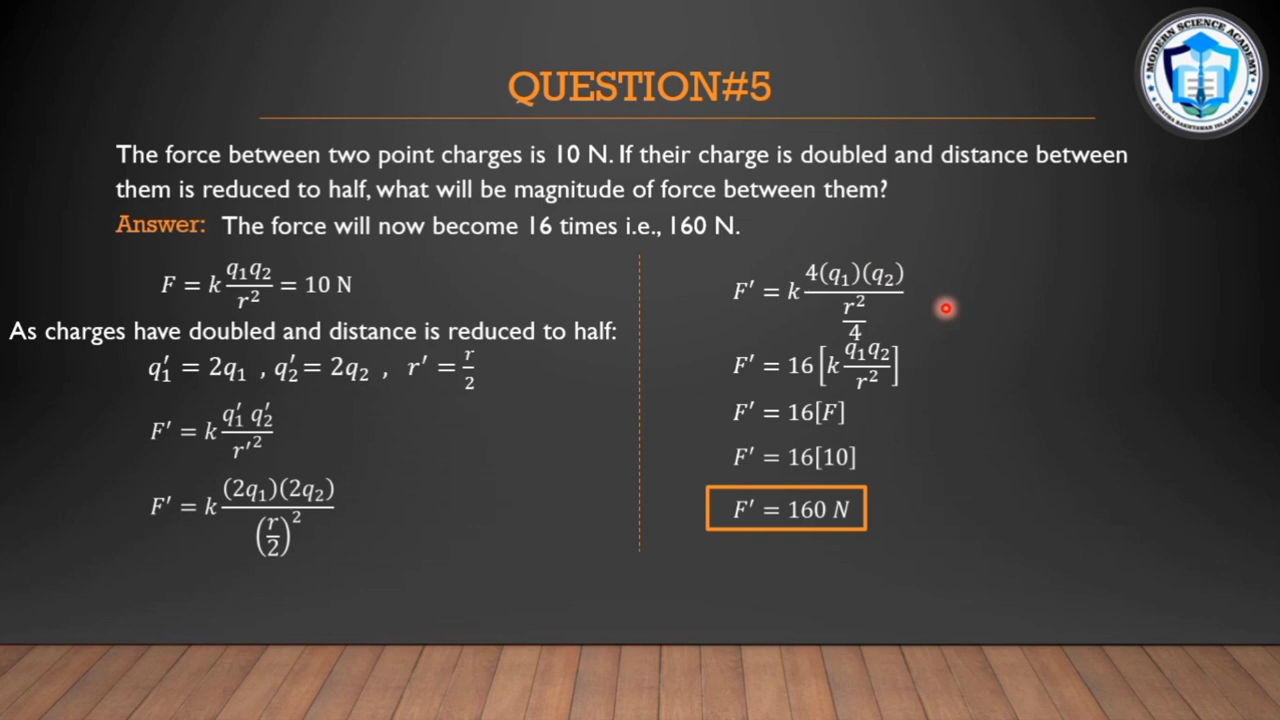 MODERN SCIENCE ACADEMY
QUESTION#5
The force between two point charges is 10 N. If their charge is doubled and distance between
them is reduced to half, what will be magnitude of force between them?
Answer: The force will now become 16 times i.e., 160 N.
F = k q₁q₂ / r² = 10 N
As charges have doubled and distance is reduced to half:
q₁′ = 2q₁ , q₂′ = 2q₂ , r′ = r/2
F′ = k q₁′ q₂′ / r′²
F′ = k (2q₁)(2q₂) / (r/2)²
F′ = k 4(q₁)(q₂) / (r²/4)
F′ = 16 [k q₁q₂ / r²]
F′ = 16[F]
F′ = 16[10]
F′ = 160 N